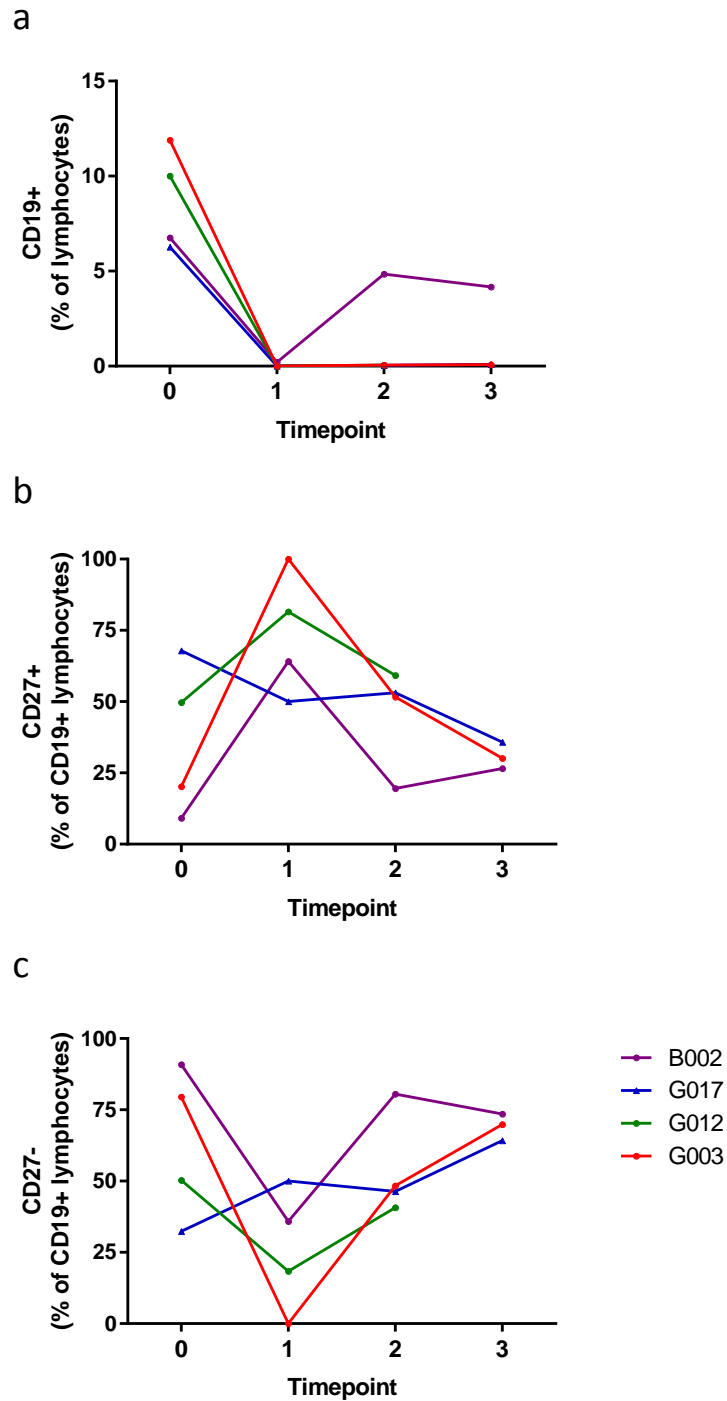 a
CD19+
(% of lymphocytes)
15
10
5
0
0 1 2 3
Timepoint
b
CD27+
(% of CD19+ lymphocytes)
100
75
50
25
0
0 1 2 3
Timepoint
c
CD27-
(% of CD19+ lymphocytes)
100
75
50
25
0
0 1 2 3
Timepoint
B002
G017
G012
G003